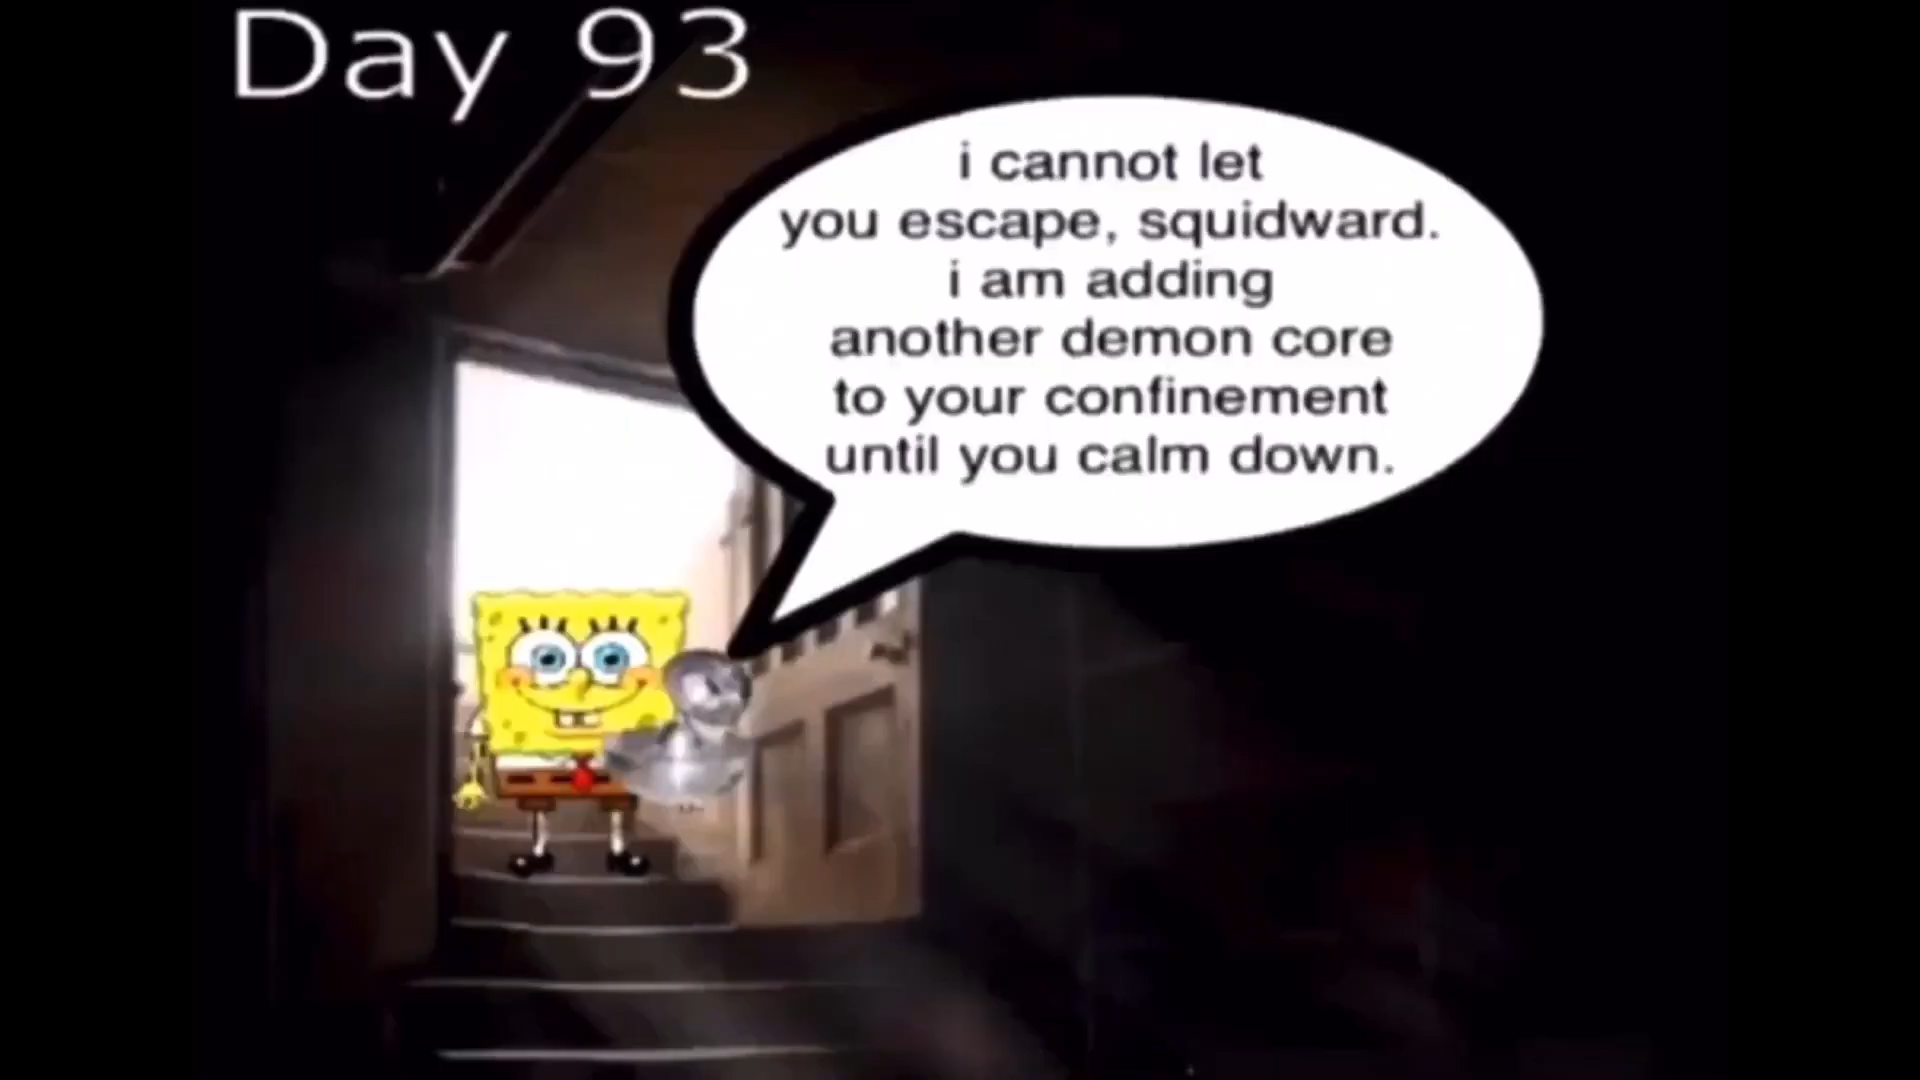 Day 93
i cannot let
you escape, squidward.
i am adding
another demon core
to your confinement
until you calm down.